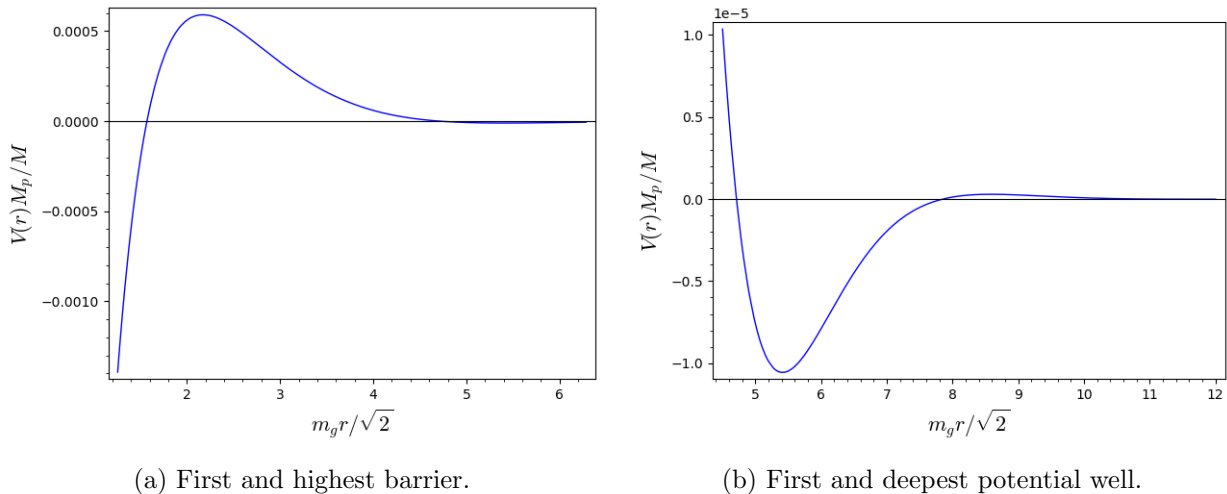 0.0005
0.0000
−0.0005
−0.0010
V(r)M_p/M
2 3 4 5 6
m_g r/√2
(a) First and highest barrier.
1e−5
1.0
0.5
0.0
−0.5
−1.0
V(r)M_p/M
5 6 7 8 9 10 11 12
m_g r/√2
(b) First and deepest potential well.